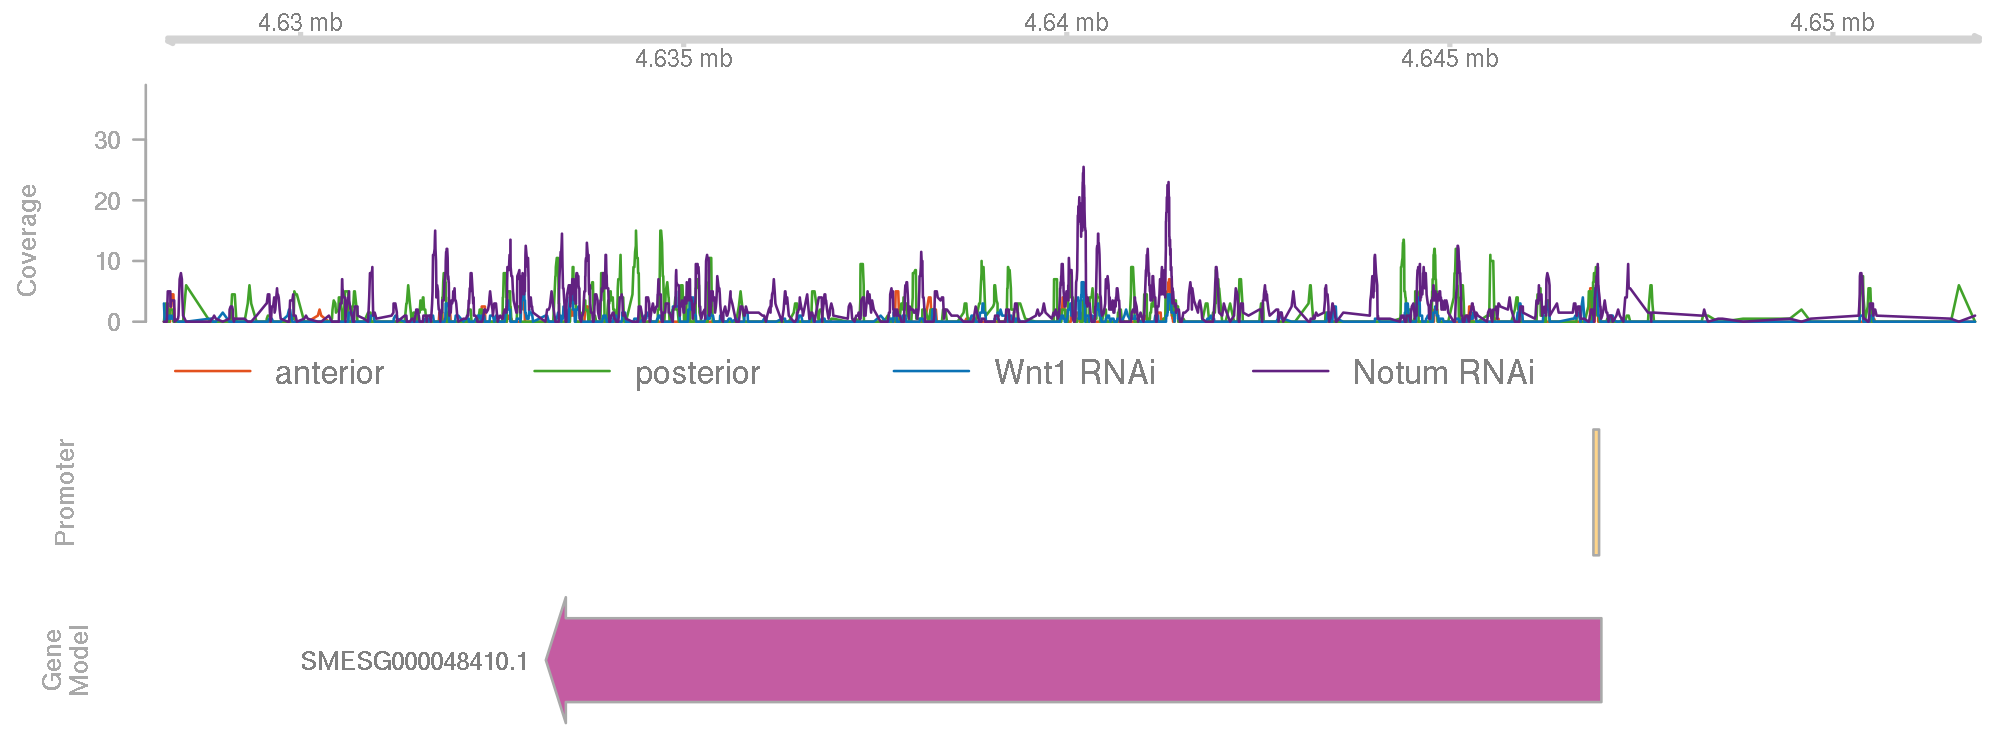 4.63 mb
4.64 mb
4.65 mb
4.635 mb
4.645 mb
Coverage
30
20
10
0
anterior
posterior
Wnt1 RNAi
Notum RNAi
Promoter
Gene
Model
SMESG000048410.1